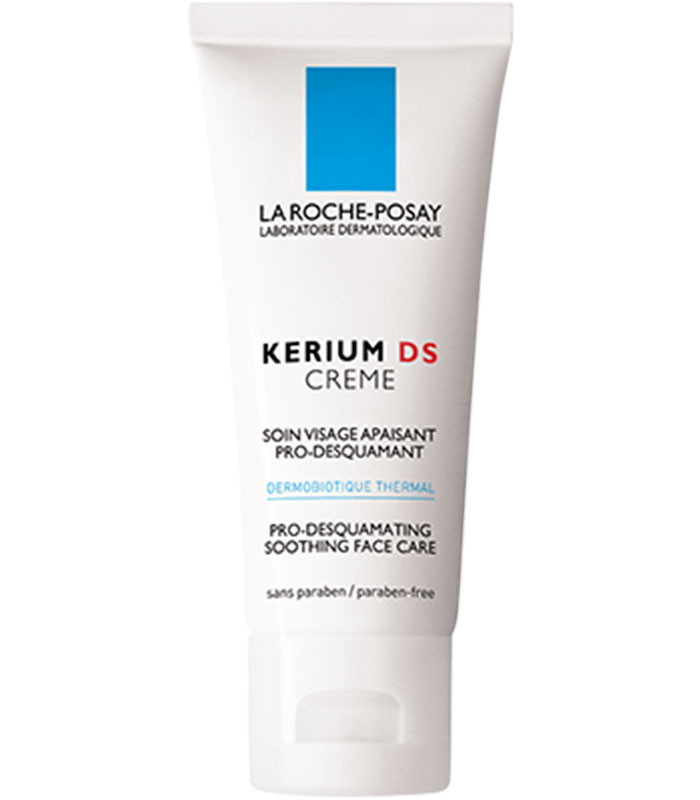 LA ROCHE-POSAY
LABORATOIRE DERMATOLOGIQUE
KERIUM DS
CREME
SOIN VISAGE APAISANT
PRO-DESQUAMANT
DERMOBIOTIQUE THERMAL
PRO-DESQUAMATING
SOOTHING FACE CARE
sans paraben / paraben-free